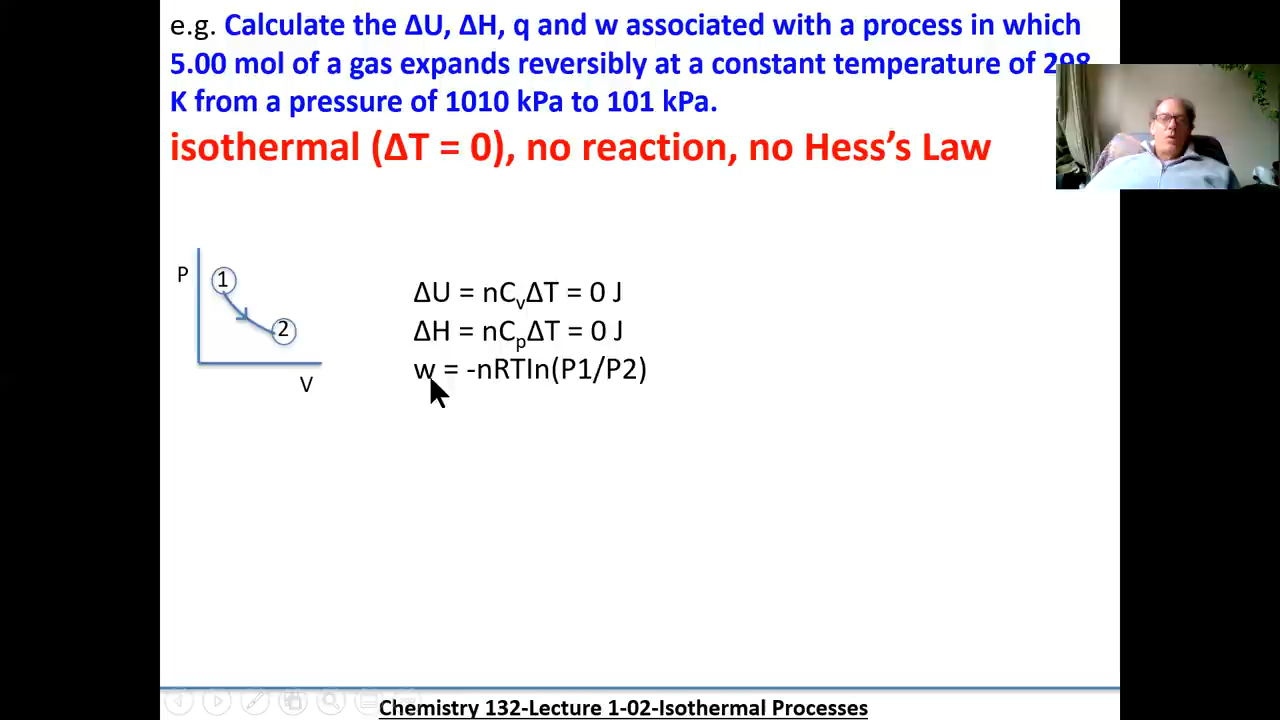 e.g. Calculate the ΔU, ΔH, q and w associated with a process in which
5.00 mol of a gas expands reversibly at a constant temperature of 298
K from a pressure of 1010 kPa to 101 kPa.
isothermal (ΔT = 0), no reaction, no Hess’s Law
P
1
2
V
ΔU = nCvΔT = 0 J
ΔH = nCpΔT = 0 J
w = -nRTln(P1/P2)
Chemistry 132-Lecture 1-02-Isothermal Processes